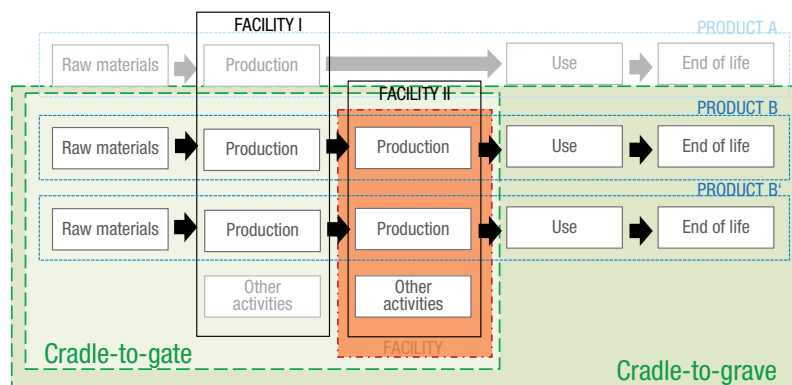 FACILITY I
PRODUCT A
Raw materials
Production
Use
End of life
FACILITY II
PRODUCT B
Raw materials
Production
Production
Use
End of life
PRODUCT B'
Raw materials
Production
Production
Use
End of life
Other
activities
Other
activities
Cradle-to-gate
FACILITY
Cradle-to-grave